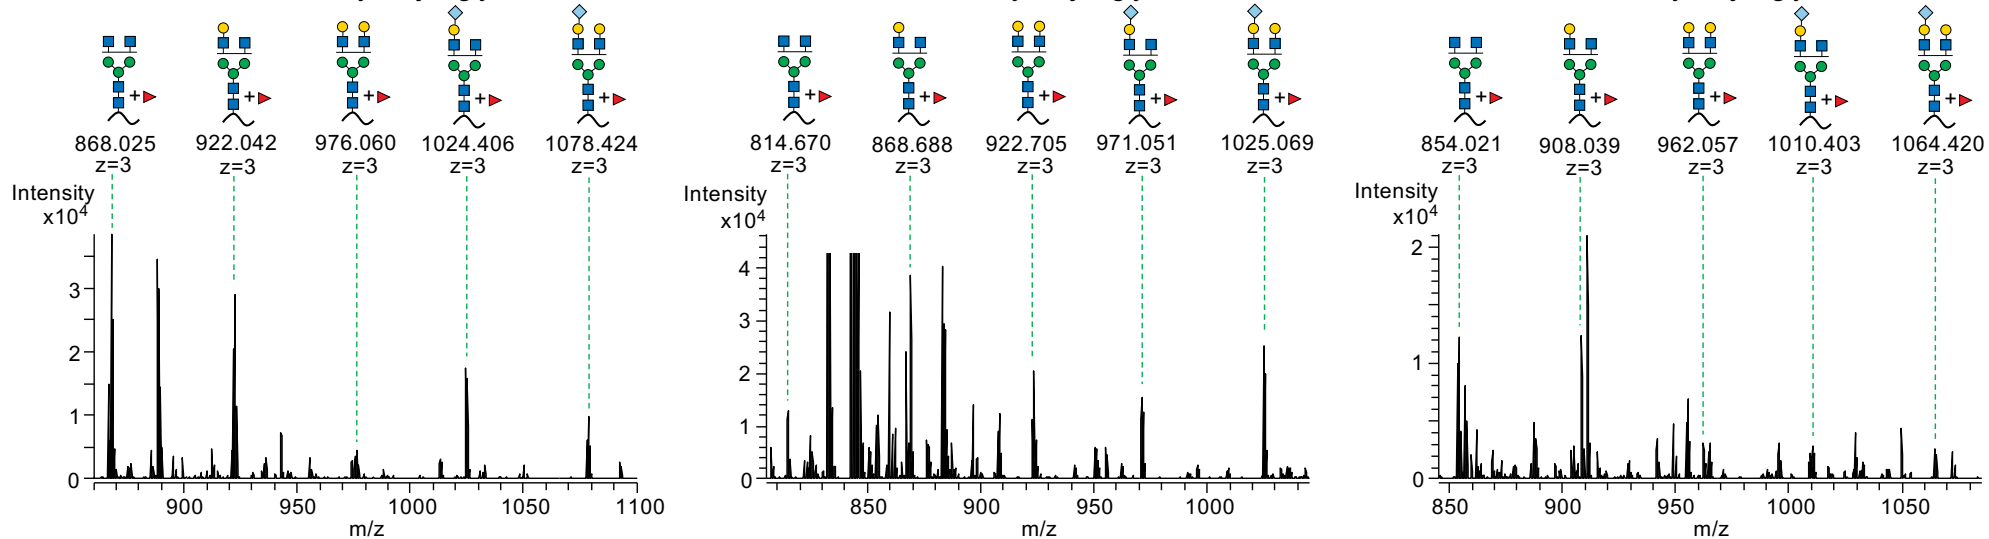 + + + + +
868.025 922.042 976.060 1024.406 1078.424
z=3 z=3 z=3 z=3 z=3
Intensity
x10⁴
3
2
1
0
900 950 1000 1050 1100
m/z
+ + + + +
814.670 868.688 922.705 971.051 1025.069
z=3 z=3 z=3 z=3 z=3
Intensity
x10⁴
4
3
2
1
0
850 900 950 1000
m/z
+ + + + +
854.021 908.039 962.057 1010.403 1064.420
z=3 z=3 z=3 z=3 z=3
Intensity
x10⁴
2
1
0
850 900 950 1000 1050
m/z